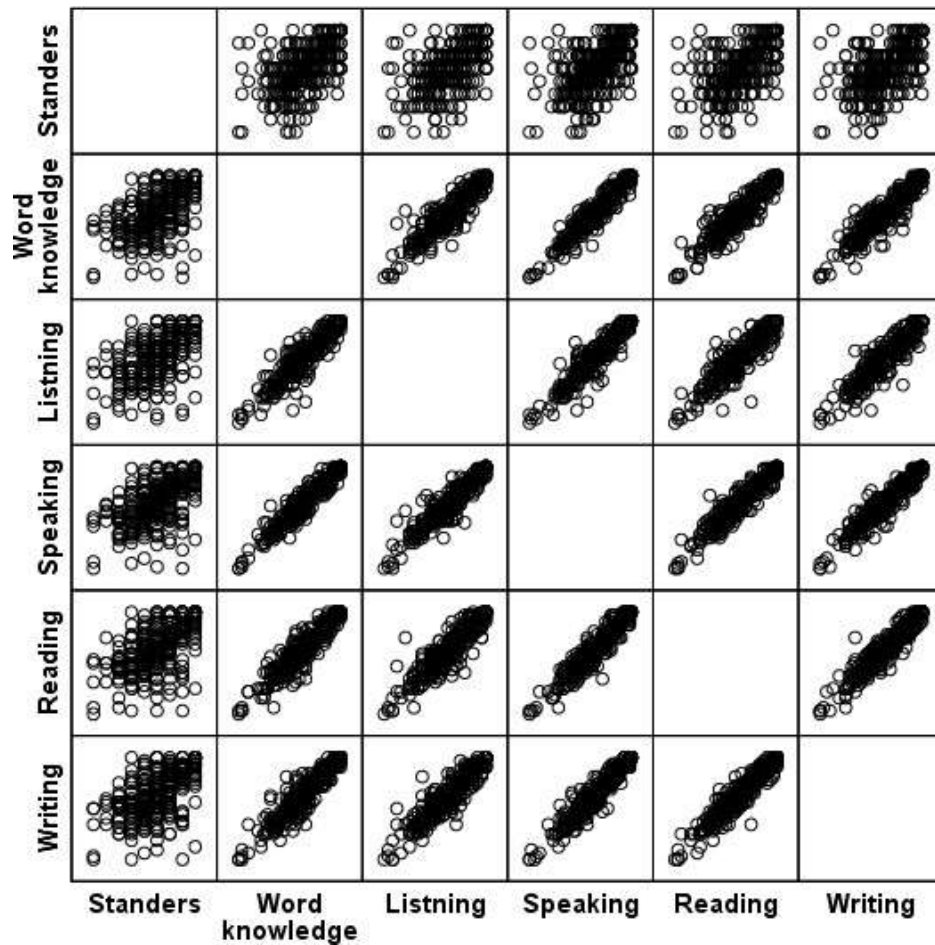 Standers
Word
knowledge
Listning
Speaking
Reading
Writing
Standers
Word
knowledge
Listning
Speaking
Reading
Writing